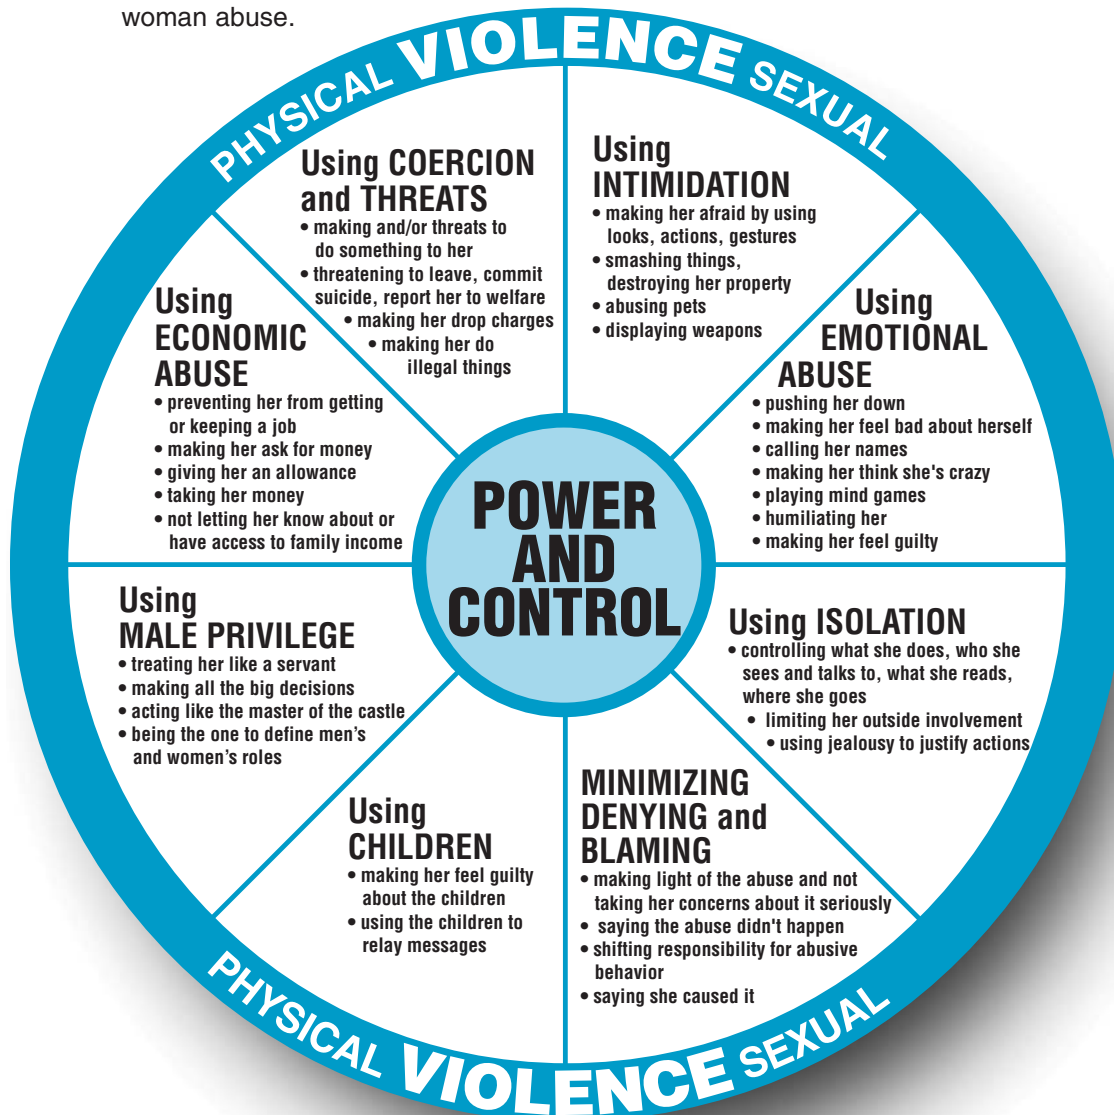 woman abuse.
PHYSICAL VIOLENCE SEXUAL
Using COERCION
and THREATS
• making and/or threats to
do something to her
• threatening to leave, commit
suicide, report her to welfare
• making her drop charges
• making her do
illegal things
Using
INTIMIDATION
• making her afraid by using
looks, actions, gestures
• smashing things,
destroying her property
• abusing pets
• displaying weapons
Using
EMOTIONAL
ABUSE
• pushing her down
• making her feel bad about herself
• calling her names
• making her think she's crazy
• playing mind games
• humiliating her
• making her feel guilty
Using ISOLATION
• controlling what she does, who she
sees and talks to, what she reads,
where she goes
• limiting her outside involvement
• using jealousy to justify actions
MINIMIZING
DENYING and
BLAMING
• making light of the abuse and not
taking her concerns about it seriously
• saying the abuse didn't happen
• shifting responsibility for abusive
behavior
• saying she caused it
Using
CHILDREN
• making her feel guilty
about the children
• using the children to
relay messages
Using
MALE PRIVILEGE
• treating her like a servant
• making all the big decisions
• acting like the master of the castle
• being the one to define men’s
and women’s roles
Using
ECONOMIC
ABUSE
• preventing her from getting
or keeping a job
• making her ask for money
• giving her an allowance
• taking her money
• not letting her know about or
have access to family income
POWER
AND
CONTROL
PHYSICAL VIOLENCE SEXUAL